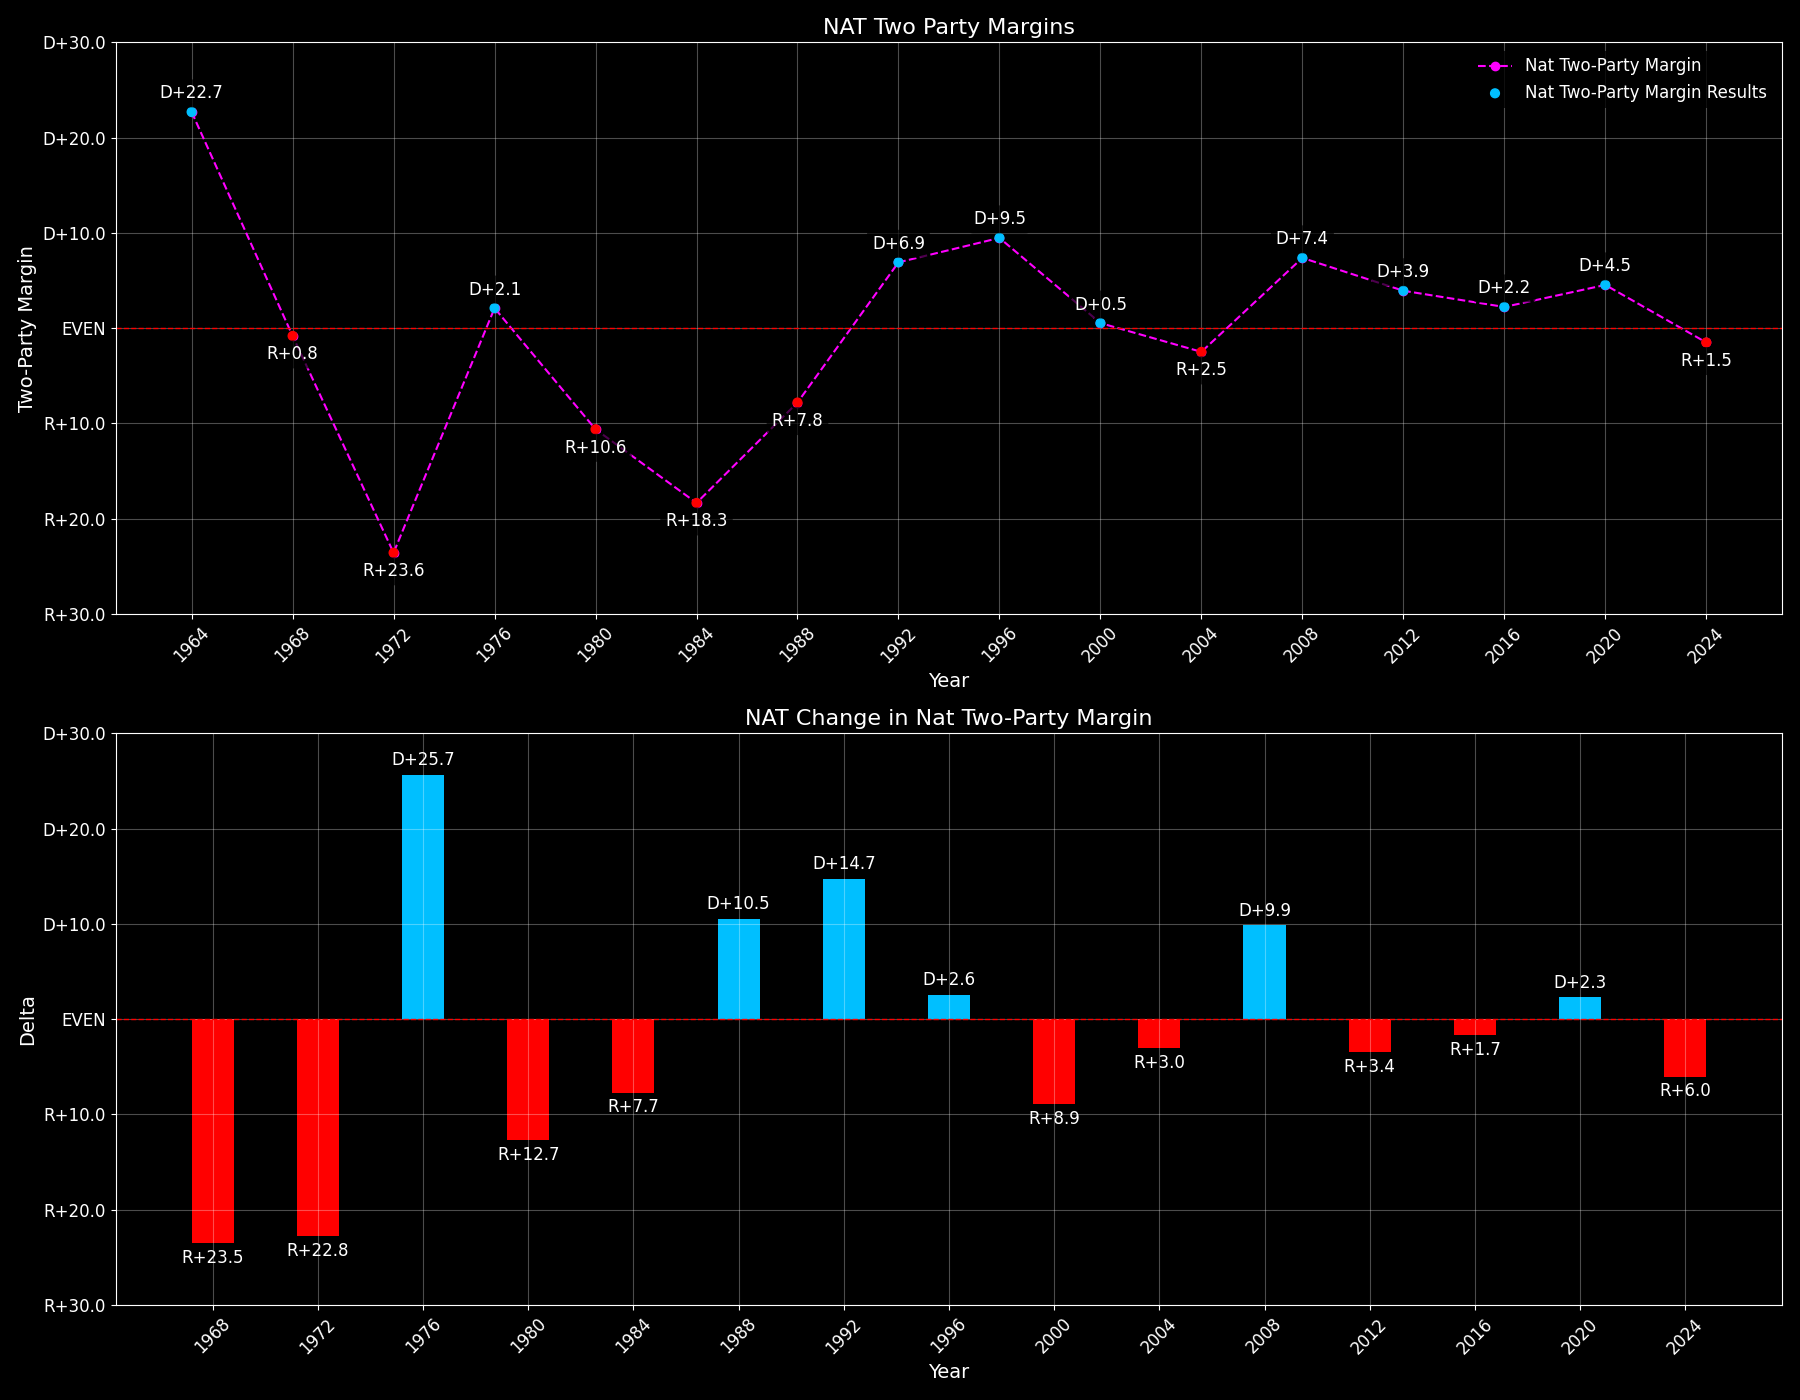 NAT Two Party Margins
D+30.0
D+20.0
D+10.0
EVEN
R+10.0
R+20.0
R+30.0
Two-Party Margin
Nat Two-Party Margin
Nat Two-Party Margin Results
D+22.7
R+0.8
R+23.6
D+2.1
R+10.6
R+18.3
R+7.8
D+6.9
D+9.5
D+0.5
R+2.5
D+7.4
D+3.9
D+2.2
D+4.5
R+1.5
1964
1968
1972
1976
1980
1984
1988
1992
1996
2000
2004
2008
2012
2016
2020
2024
Year
NAT Change in Nat Two-Party Margin
D+30.0
D+20.0
D+10.0
EVEN
R+10.0
R+20.0
R+30.0
Delta
R+23.5
R+22.8
D+25.7
R+12.7
R+7.7
D+10.5
D+14.7
D+2.6
R+8.9
R+3.0
D+9.9
R+3.4
R+1.7
D+2.3
R+6.0
1968
1972
1976
1980
1984
1988
1992
1996
2000
2004
2008
2012
2016
2020
2024
Year